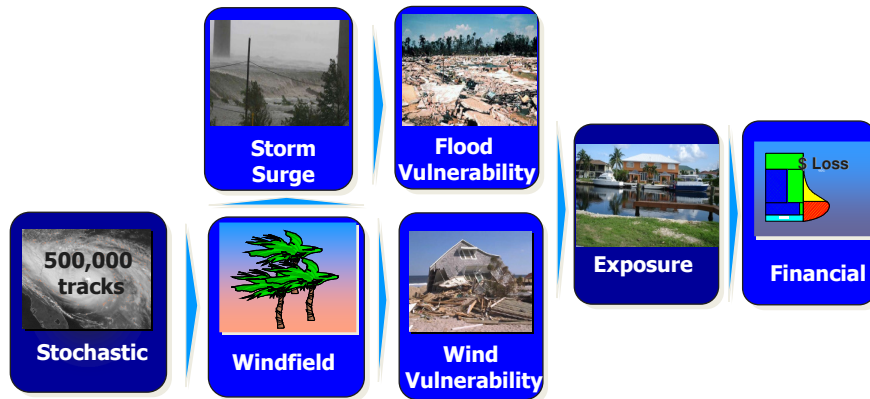 Storm
Surge
Flood
Vulnerability
500,000
tracks
Stochastic
Windfield
Wind
Vulnerability
Exposure
$ Loss
Financial